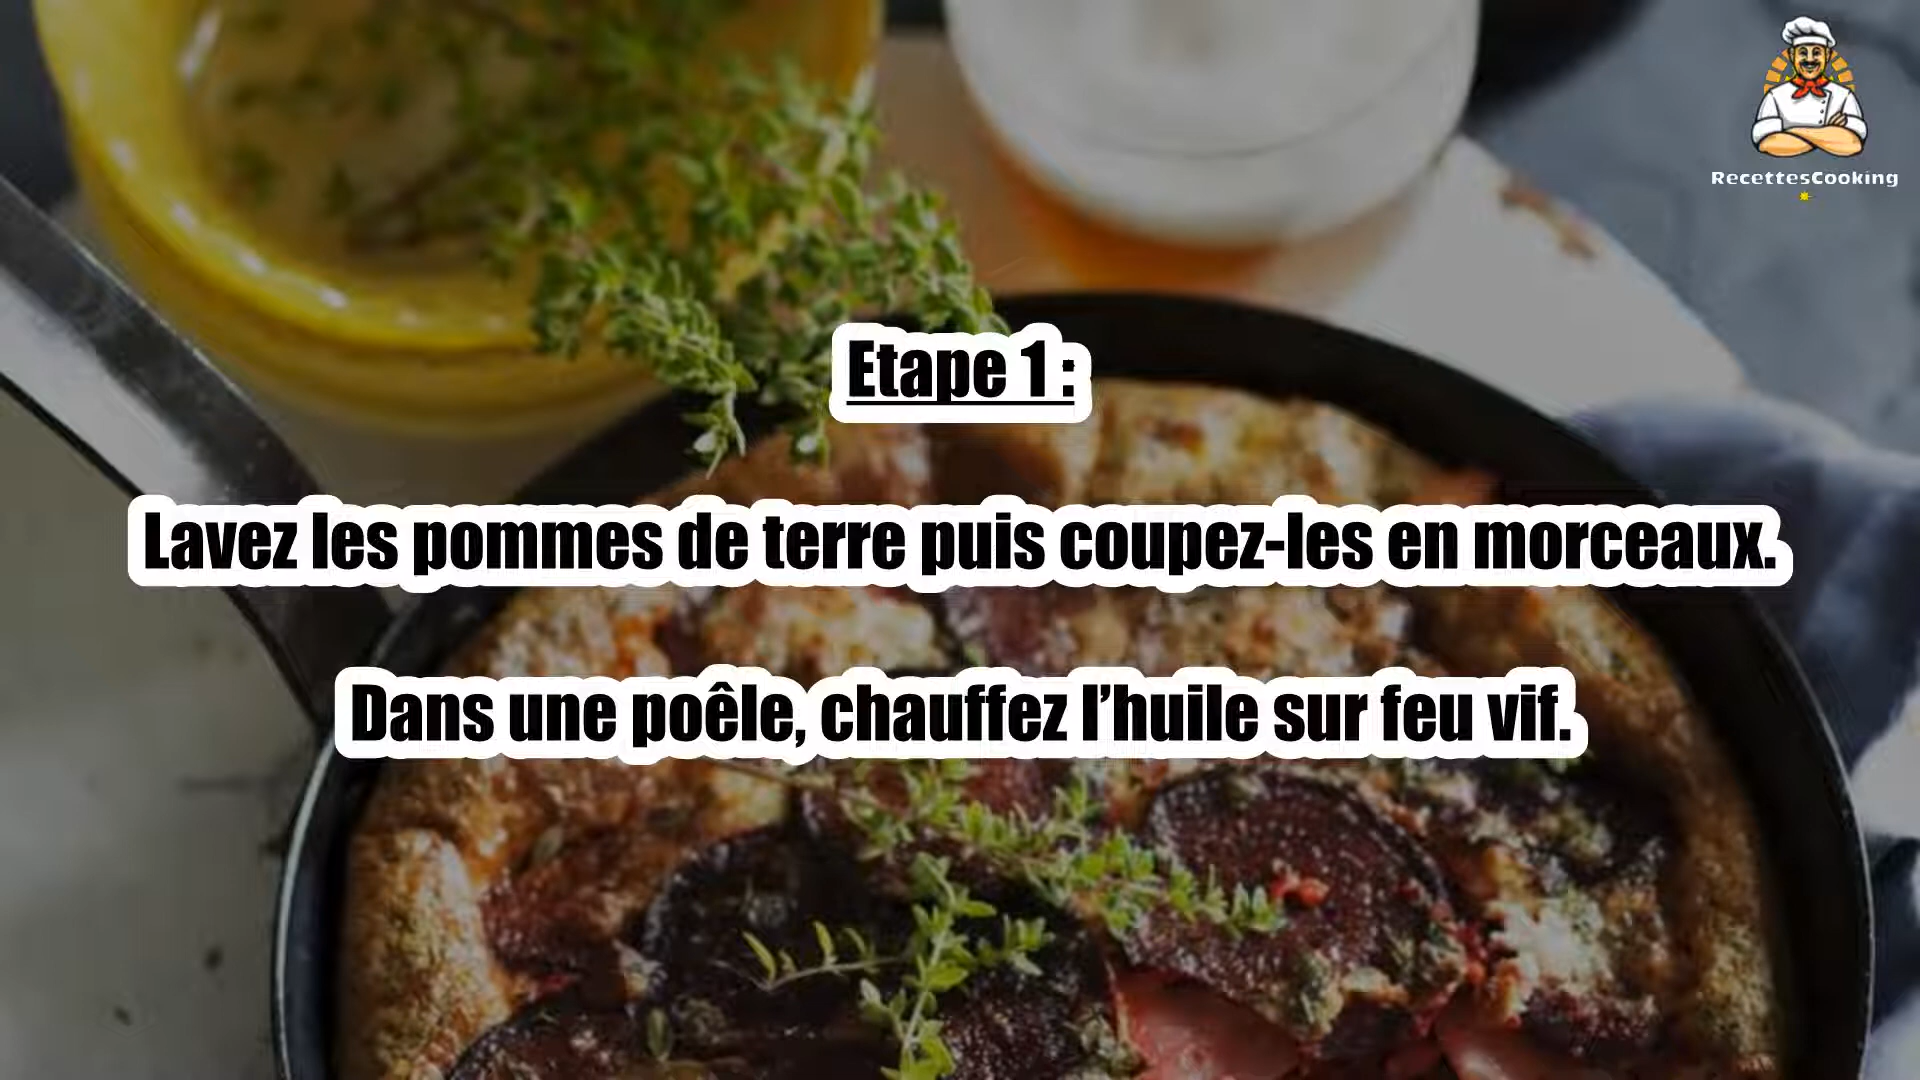 RecettesCooking
Etape 1 :
Lavez les pommes de terre puis coupez-les en morceaux.
Dans une poêle, chauffez l’huile sur feu vif.